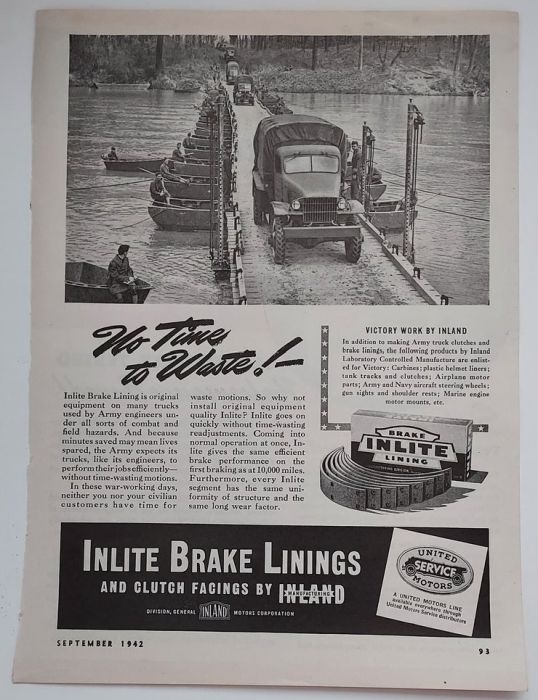 No Time
to Waste!—
Inlite Brake Lining is original
equipment on many trucks
used by Army engineers un-
der all sorts of combat and
field hazards. And because
minutes saved may mean lives
spared, the Army expects its
trucks, like its engineers, to
perform their jobs efficiently—
without time-wasting motions.
In these war-working days,
neither you nor your civilian
customers have time for
waste motions. So why not
install original equipment
quality Inlite? Inlite goes on
quickly without time-wasting
readjustments. Coming into
normal operation at once, In-
lite gives the same efficient
brake performance on the
first braking as at 10,000 miles.
Furthermore, every Inlite
segment has the same uni-
formity of structure and the
same long wear factor.
VICTORY WORK BY INLAND
In addition to making Army truck clutches and
brake linings, the following products by Inland
Laboratory Controlled Manufacture are enlist-
ed for Victory: Carbines; plastic helmet liners;
tank tracks and clutches; Airplane motor
parts; Army and Navy aircraft steering wheels;
gun sights and shoulder rests; Marine engine
motor mounts, etc.
BRAKE
INLITE
LINING
INLITE BRAKE LININGS
AND CLUTCH FACINGS BY INLAND
MANUFACTURING
DIVISION, GENERAL INLAND MOTORS CORPORATION
UNITED
SERVICE
MOTORS
A UNITED MOTORS LINE
available everywhere through
United Motors Service distributors
SEPTEMBER 1942
93